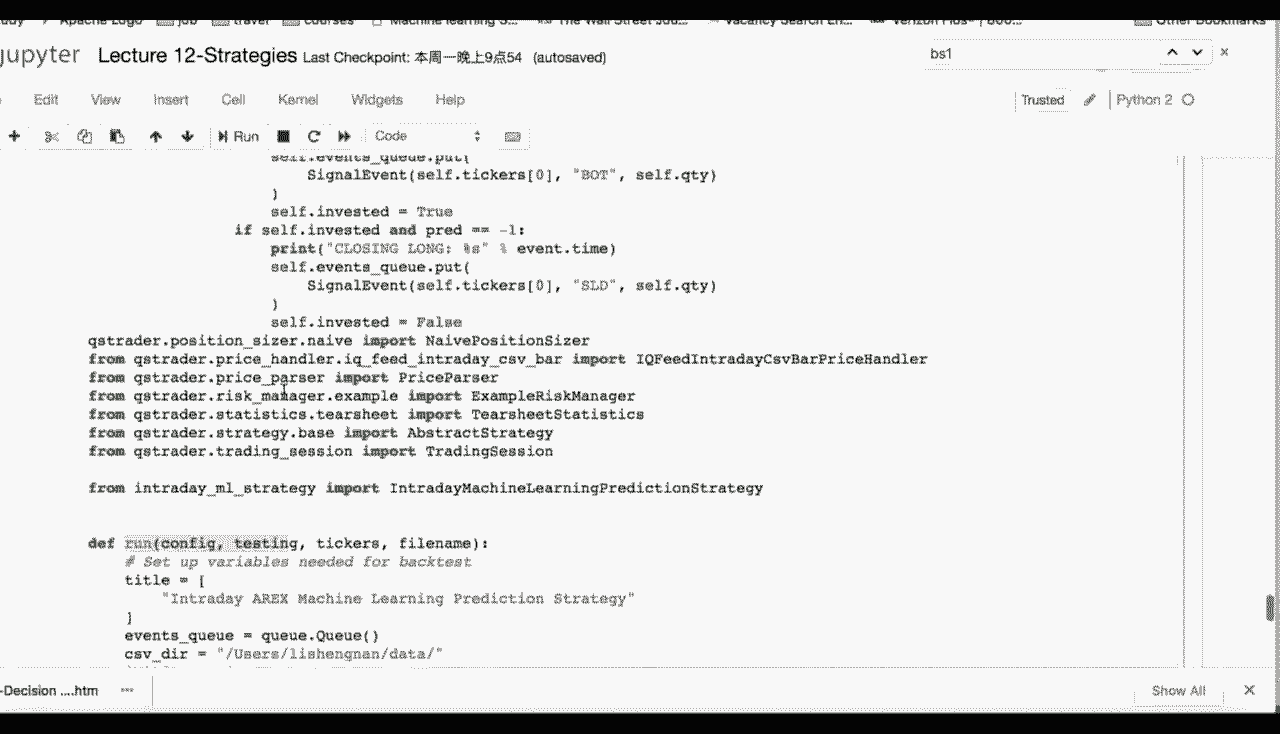 Apache Logo job travel courses Machine learning S... The Wall Street Jou... Vacancy Search En... Verizon Plus Other Bookmarks
jupyter Lecture 12-Strategies Last Checkpoint: 本周一晚上9点54 (autosaved)
bs1
Edit View Insert Cell Kernel Widgets Help
Trusted Python 2
Run Code
self.events_queue.put(
SignalEvent(self.tickers[0], "BOT", self.qty)
)
self.invested = True
if self.invested and pred == -1:
print("CLOSING LONG: %s" % event.time)
self.events_queue.put(
SignalEvent(self.tickers[0], "SLD", self.qty)
)
self.invested = False
qstrader.position_sizer.naive import NaivePositionSizer
from qstrader.price_handler.iq_feed_intraday_csv_bar import IQFeedIntradayCsvBarPriceHandler
from qstrader.price_parser import PriceParser
from qstrader.risk_manager.example import ExampleRiskManager
from qstrader.statistics.tearsheet import TearsheetStatistics
from qstrader.strategy.base import AbstractStrategy
from qstrader.trading_session import TradingSession
from intraday_ml_strategy import IntradayMachineLearningPredictionStrategy
def run(config, testing, tickers, filename):
# Set up variables needed for backtest
title = [
"Intraday AREX Machine Learning Prediction Strategy"
]
events_queue = queue.Queue()
csv_dir = "/Users/lishengnan/data/"
-Decision ....htm
Show All